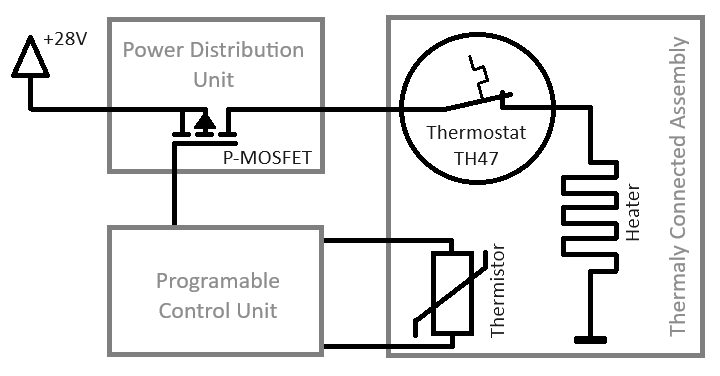 +28V
Power Distribution
Unit
P-MOSFET
Thermostat
TH47
Heater
Thermaly Connected Assembly
Programable
Control Unit
Thermistor